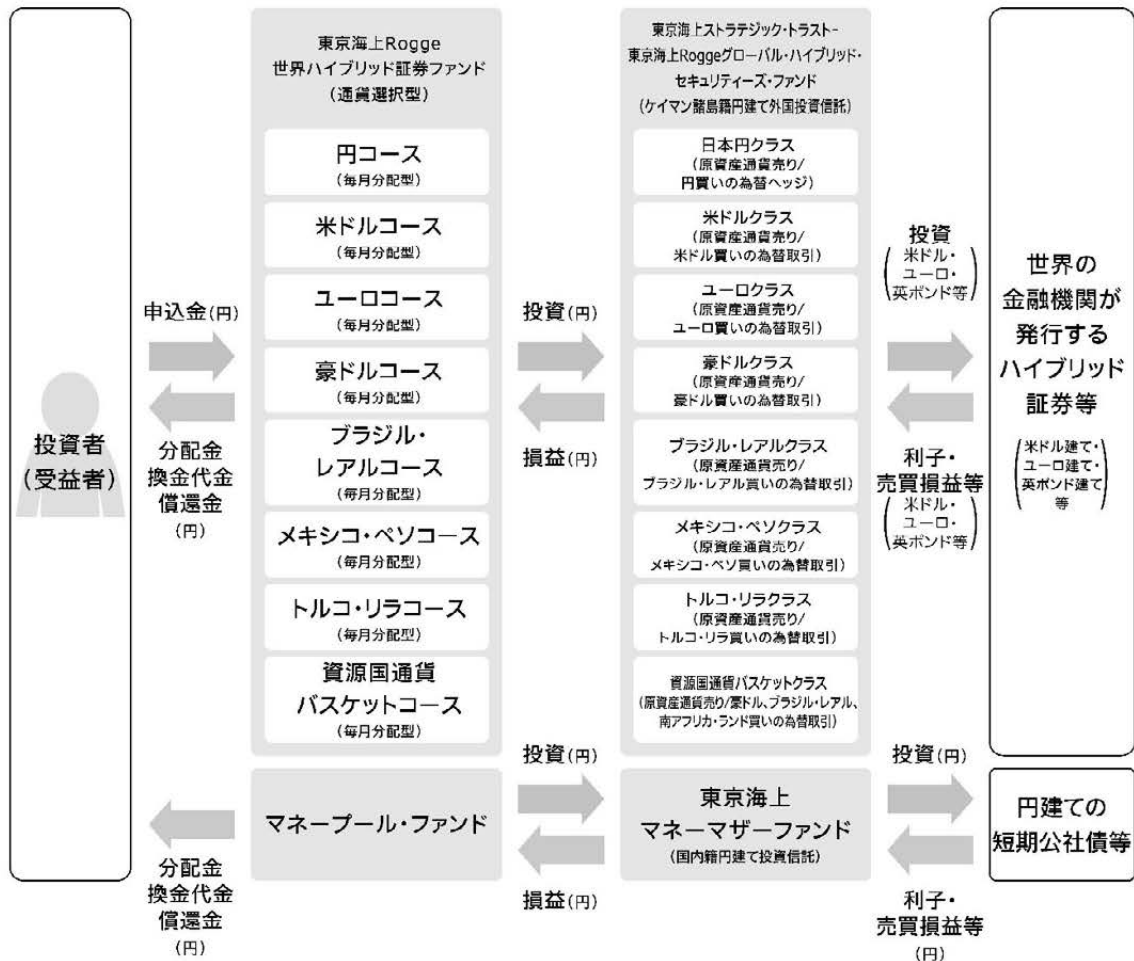 東京海上Rogge
世界ハイブリッド証券ファンド
(通貨選択型)
東京海上ストラテジック・トラスト-
東京海上Roggeグローバル・ハイブリッド・
セキュリティーズ・ファンド
(ケイマン諸島籍円建て外国投資信託)
円コース
(毎月分配型)
米ドルコース
(毎月分配型)
ユーロコース
(毎月分配型)
豪ドルコース
(毎月分配型)
ブラジル・
レアルコース
(毎月分配型)
メキシコ・ペソコース
(毎月分配型)
トルコ・リラコース
(毎月分配型)
資源国通貨
バスケットコース
(毎月分配型)
日本円クラス
(原資産通貨売り/
円買いの為替ヘッジ)
米ドルクラス
(原資産通貨売り/
米ドル買いの為替取引)
ユーロクラス
(原資産通貨売り/
ユーロ買いの為替取引)
豪ドルクラス
(原資産通貨売り/
豪ドル買いの為替取引)
ブラジル・レアルクラス
(原資産通貨売り/
ブラジル・レアル買いの為替取引)
メキシコ・ペソクラス
(原資産通貨売り/
メキシコ・ペソ買いの為替取引)
トルコ・リラクラス
(原資産通貨売り/
トルコ・リラ買いの為替取引)
資源国通貨バスケットクラス
(原資産通貨売り/豪ドル、ブラジル・レアル、
南アフリカ・ランド買いの為替取引)
投資者
(受益者)
申込金(円)
分配金
換金代金
償還金
(円)
投資(円)
損益(円)
投資
(米ドル・
ユーロ・
英ポンド等)
利子・
売買損益等
(米ドル・
ユーロ・
英ポンド等)
世界の
金融機関が
発行する
ハイブリッド
証券等
(米ドル建て・
ユーロ建て・
英ポンド建て
等)
マネープール・ファンド
分配金
換金代金
償還金
(円)
投資(円)
損益(円)
東京海上
マネーマザーファンド
(国内籍円建て投資信託)
投資(円)
利子・
売買損益等
(円)
円建ての
短期公社債等